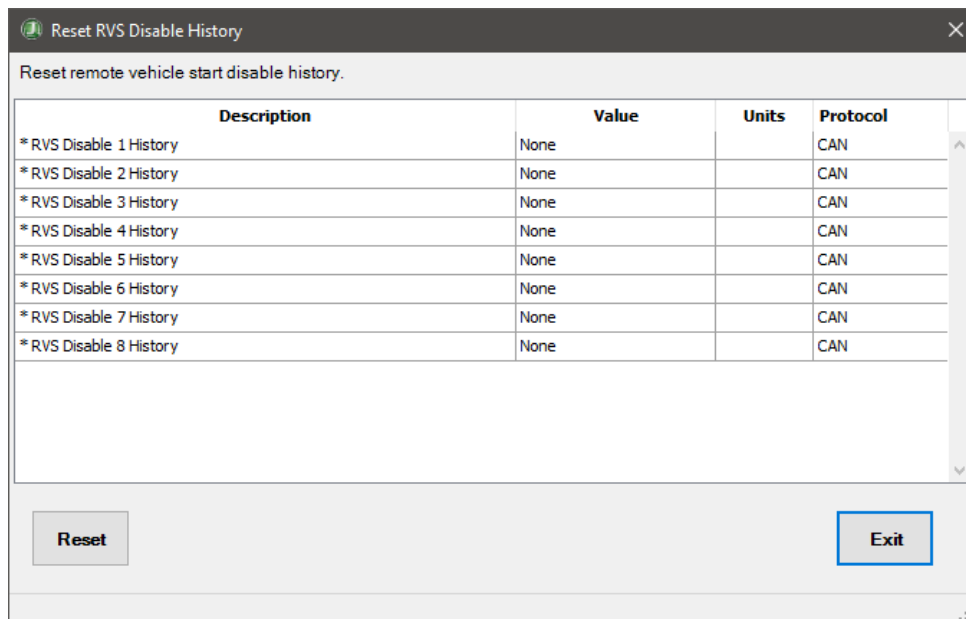 Reset RVS Disable History
Reset remote vehicle start disable history.
Description Value Units Protocol
* RVS Disable 1 History None CAN
* RVS Disable 2 History None CAN
* RVS Disable 3 History None CAN
* RVS Disable 4 History None CAN
* RVS Disable 5 History None CAN
* RVS Disable 6 History None CAN
* RVS Disable 7 History None CAN
* RVS Disable 8 History None CAN
Reset Exit